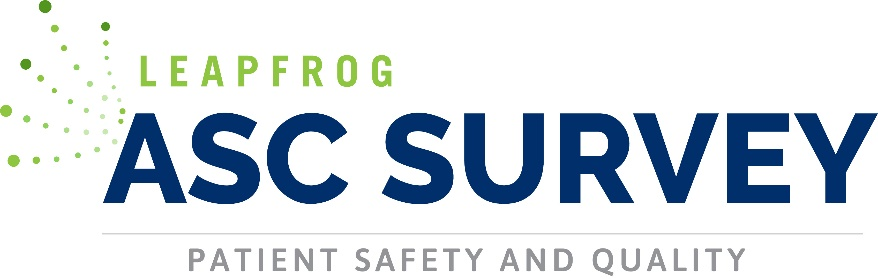 LEAPFROG
ASC SURVEY
PATIENT SAFETY AND QUALITY